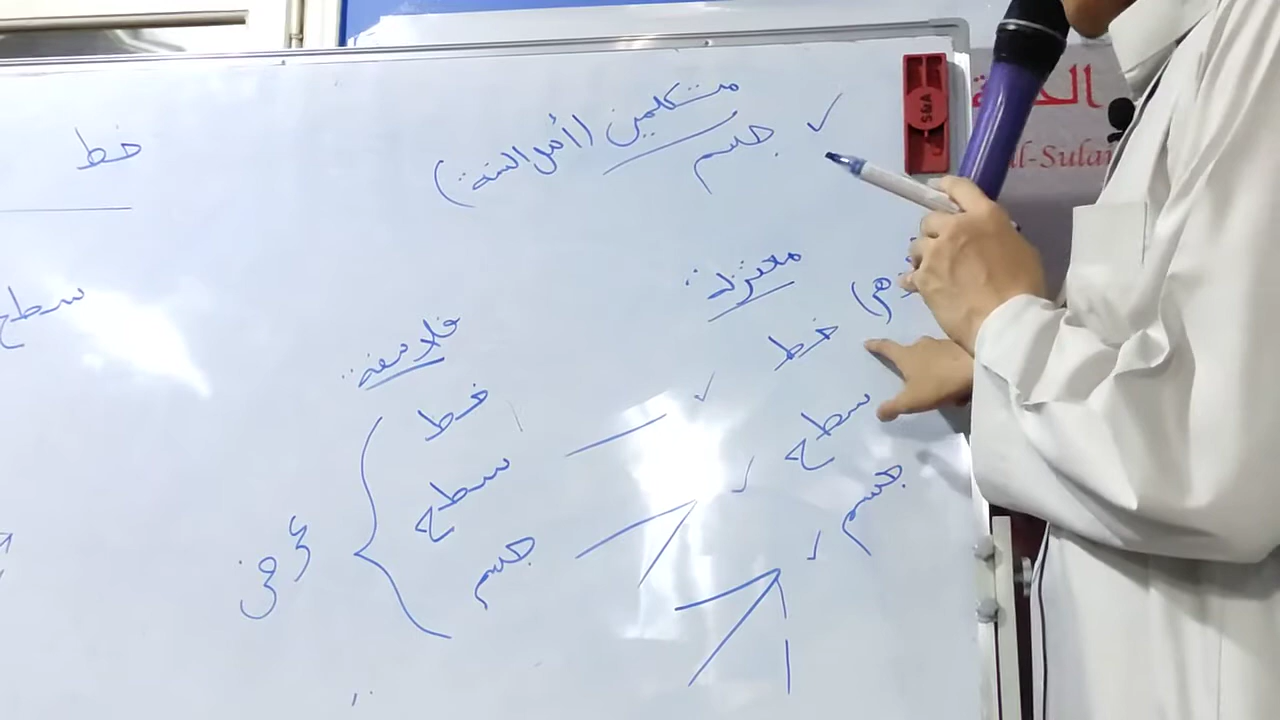 متكلمين (أهل السنة)
جسم
معتزلة
خط
سطح
جسم
فلاسفة
خط
سطح
جسم
عرض
خط
سطح
S&A